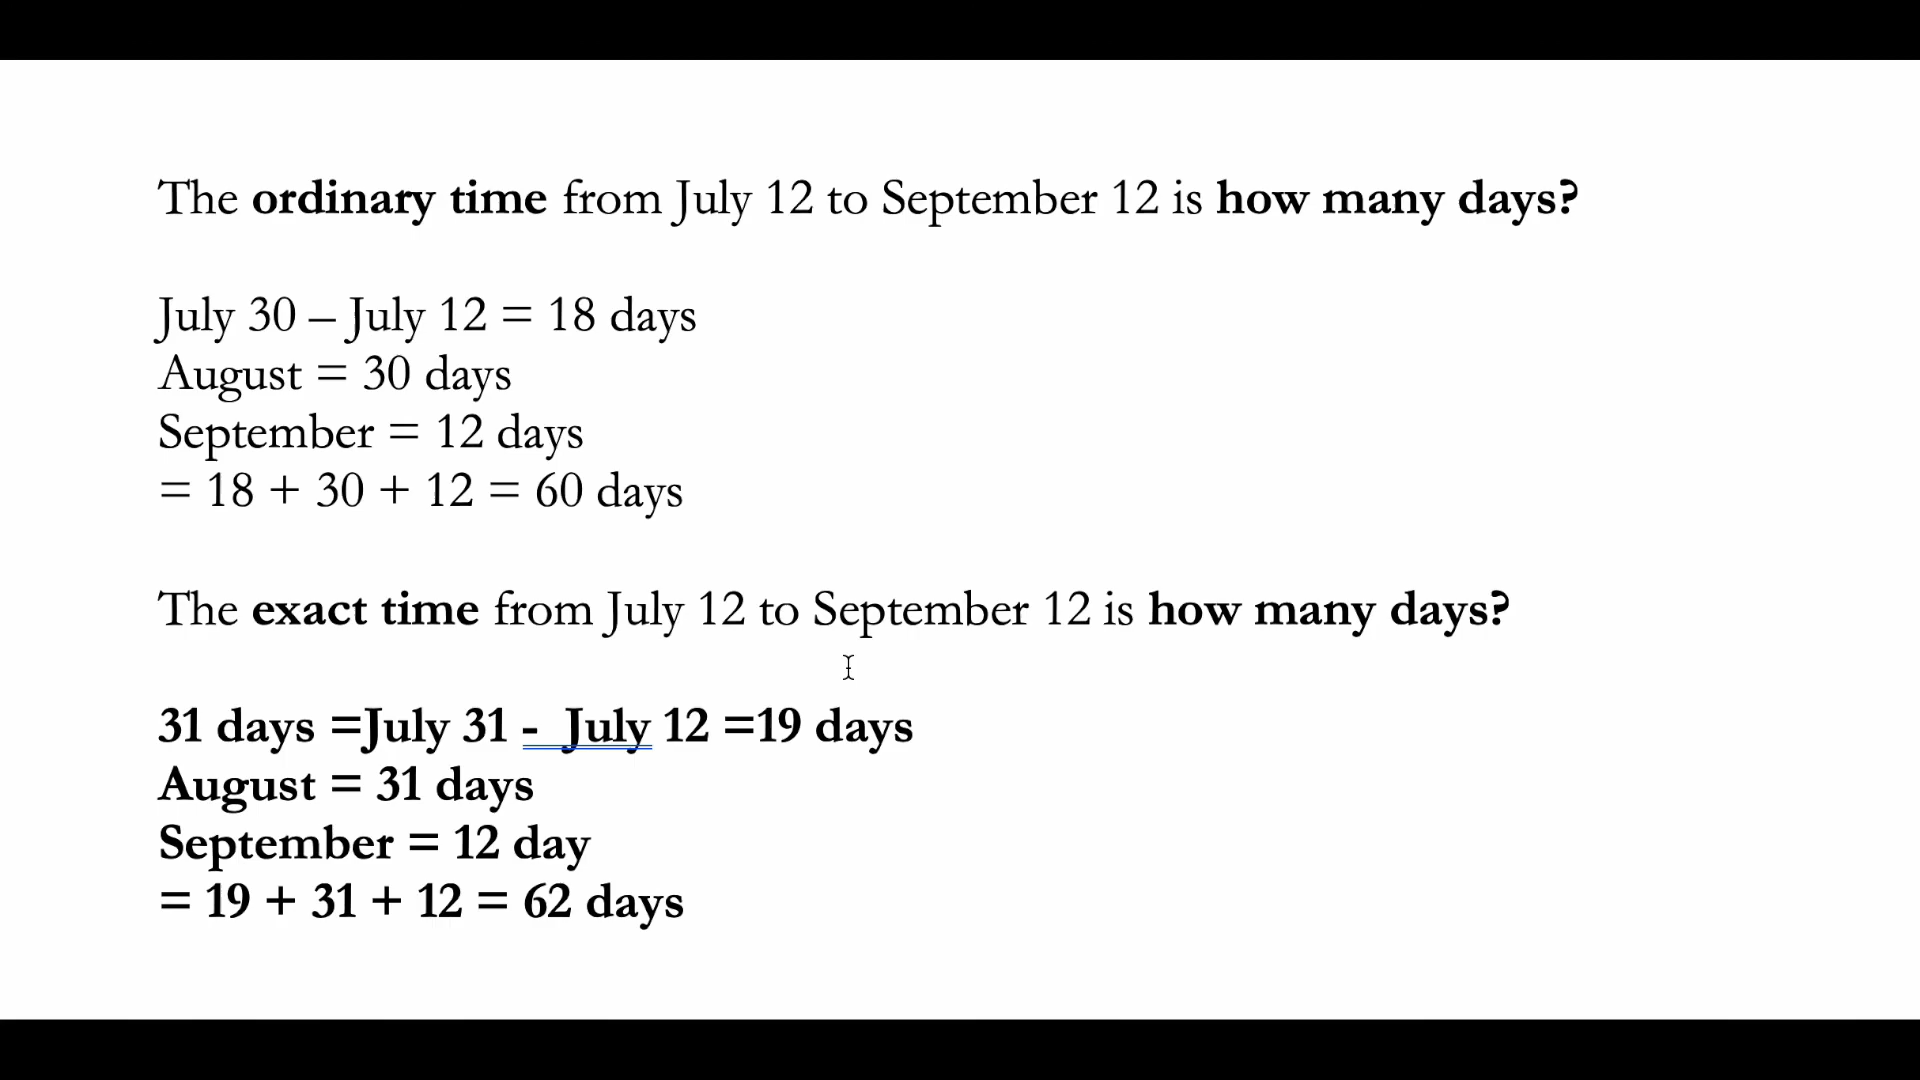 The ordinary time from July 12 to September 12 is how many days?
July 30 – July 12 = 18 days
August = 30 days
September = 12 days
= 18 + 30 + 12 = 60 days
The exact time from July 12 to September 12 is how many days?
31 days =July 31 -  July 12 =19 days
August = 31 days
September = 12 day
= 19 + 31 + 12 = 62 days